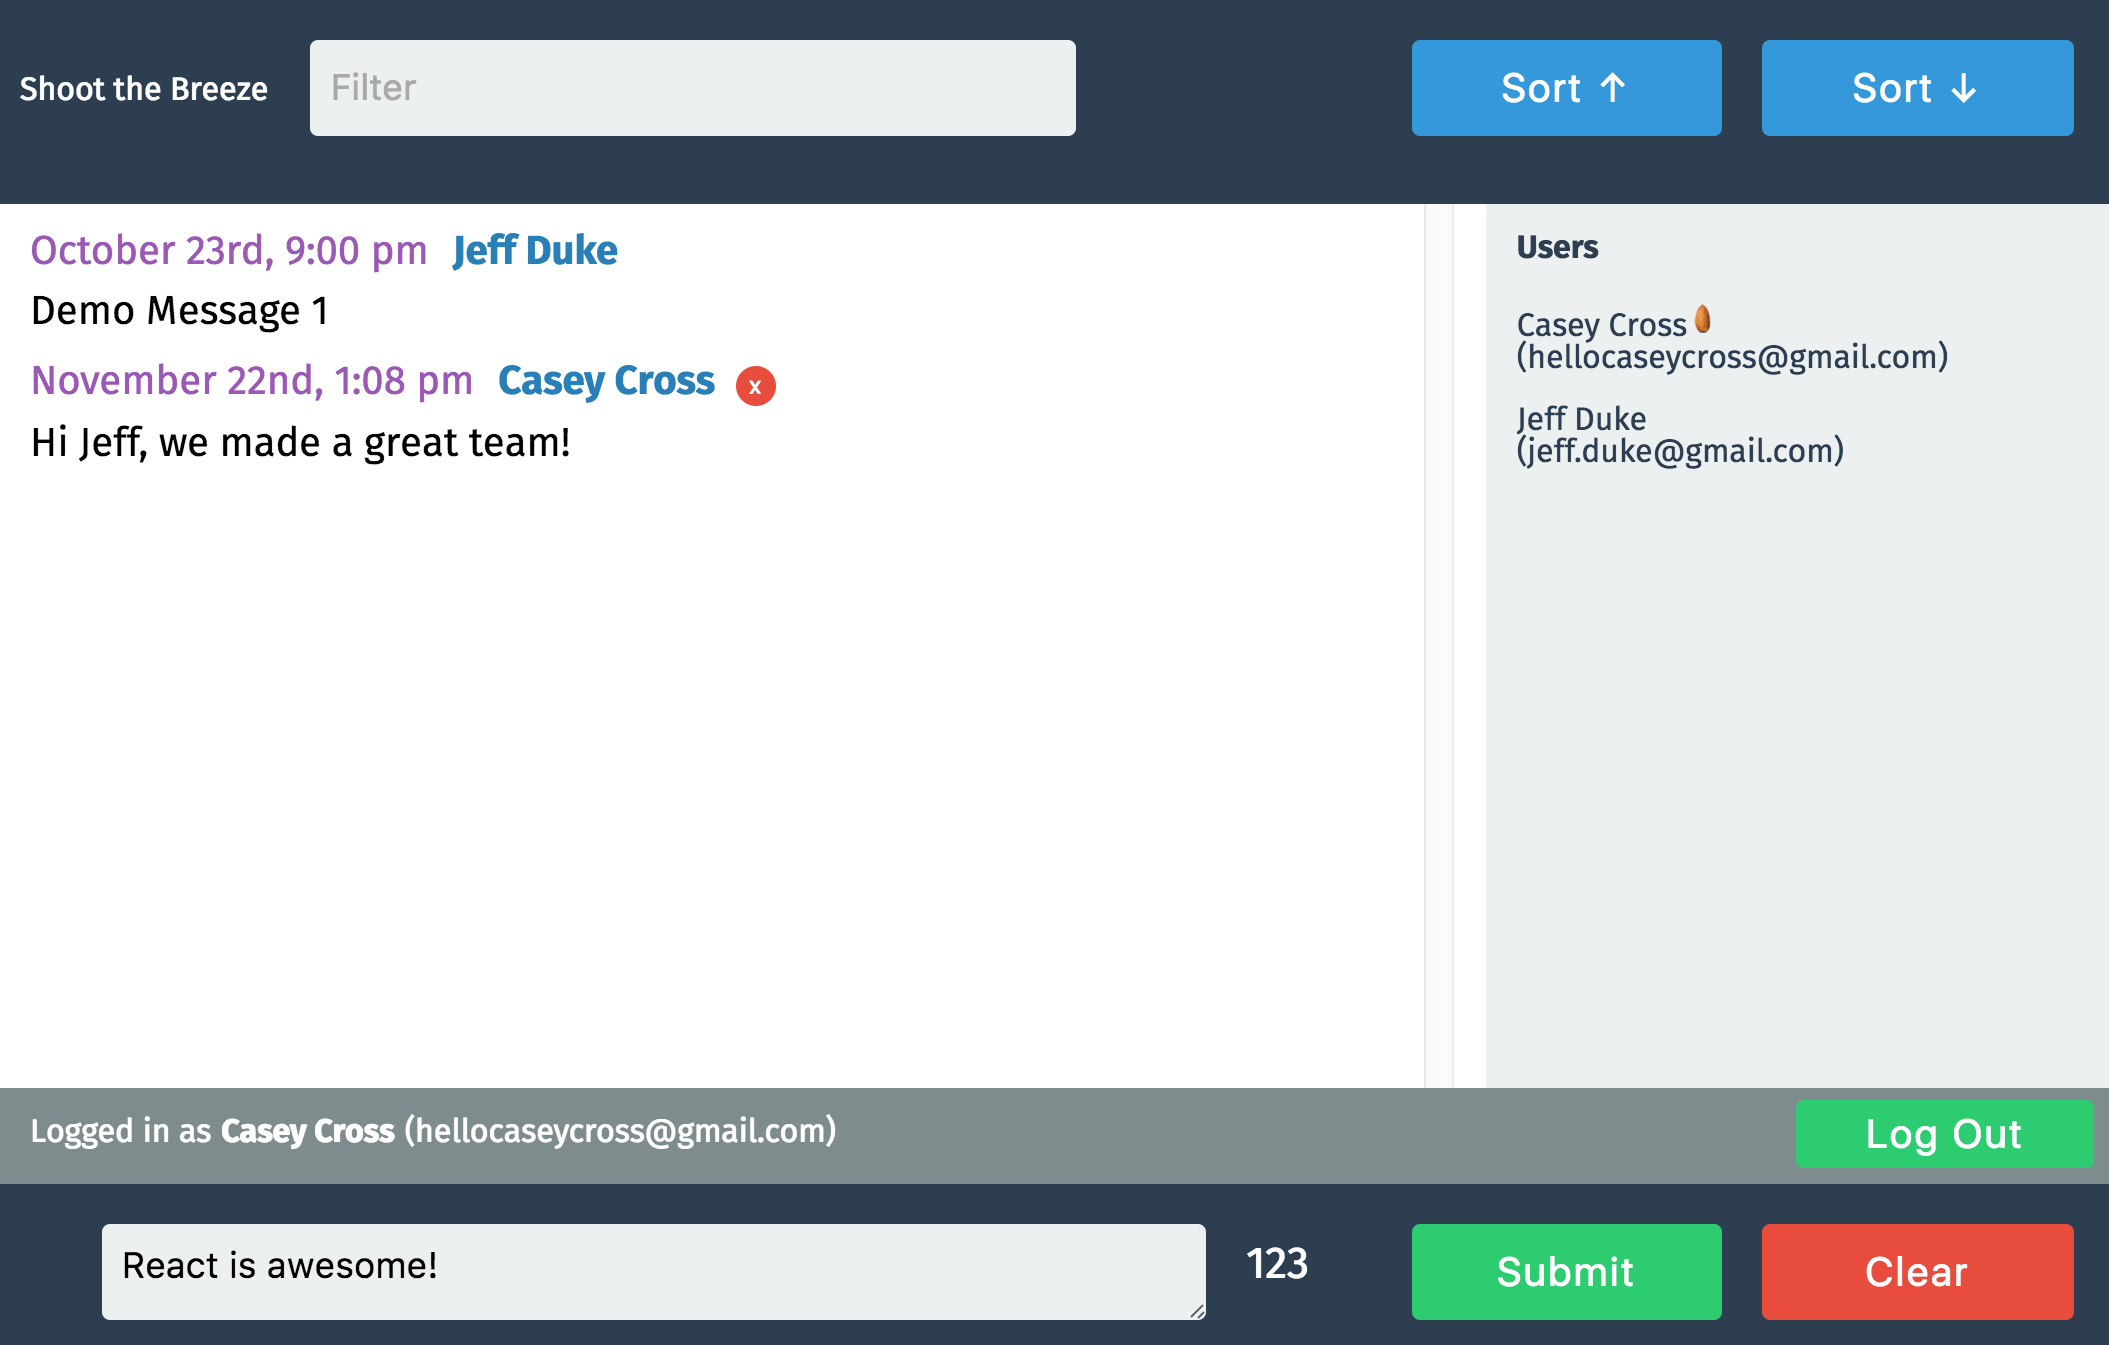 Shoot the Breeze
Filter
Sort ↑
Sort ↓
October 23rd, 9:00 pm Jeff Duke
Demo Message 1
November 22nd, 1:08 pm Casey Cross x
Hi Jeff, we made a great team!
Users
Casey Cross
(hellocaseycross@gmail.com)
Jeff Duke
(jeff.duke@gmail.com)
Logged in as Casey Cross (hellocaseycross@gmail.com)
Log Out
React is awesome!
123
Submit
Clear